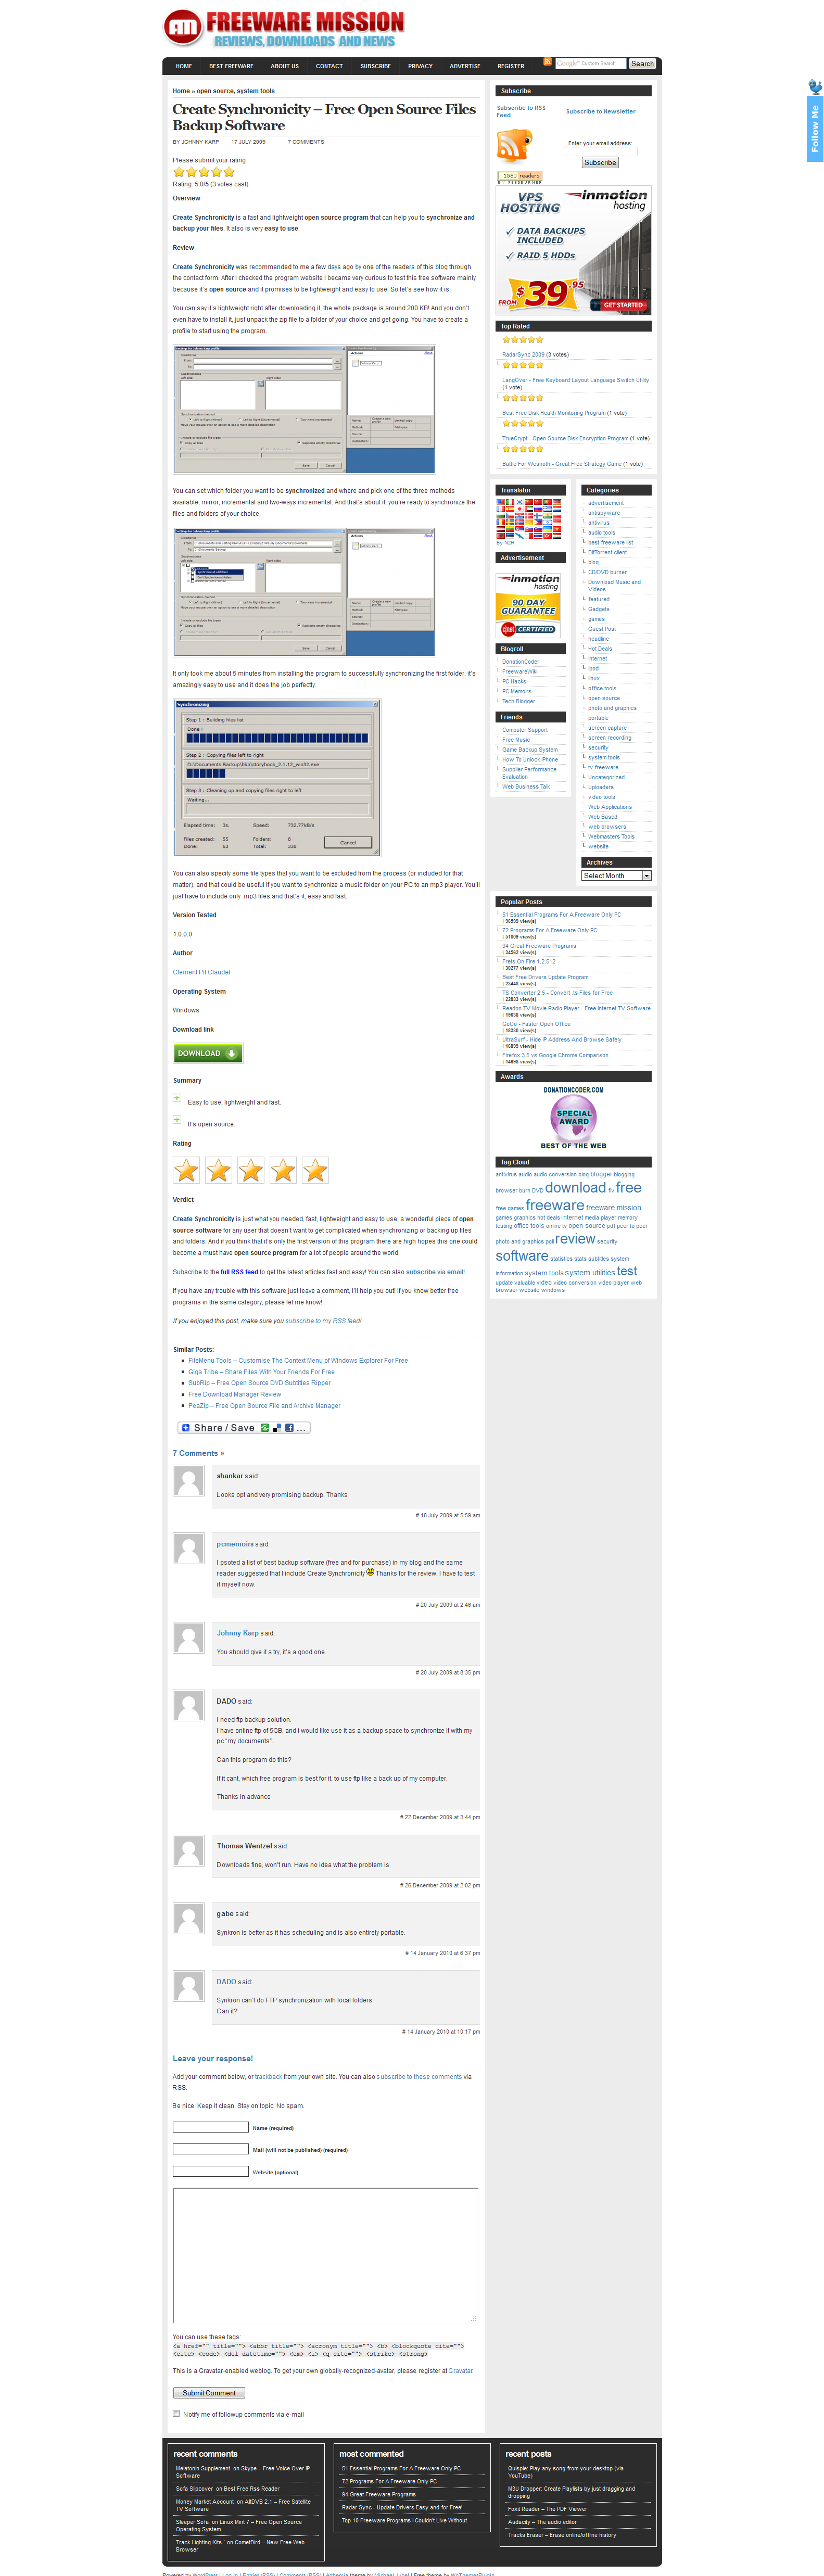 FREEWARE MISSION
REVIEWS, DOWNLOADS AND NEWS
HOME BEST FREEWARE ABOUT US CONTACT SUBSCRIBE PRIVACY ADVERTISE REGISTER
Google Custom Search Search
Follow Me
Home » open source, system tools
Create Synchronicity – Free Open Source Files
Backup Software
BY JOHNNY KARP 17 JULY 2009 7 COMMENTS
Please submit your rating
Rating: 5.0/5 (3 votes cast)
Overview
Create Synchronicity is a fast and lightweight open source program that can help you to synchronize and
backup your files. It also is very easy to use.
Review
Create Synchronicity was recommended to me a few days ago by one of the readers of this blog through
the contact form. After I checked the program website I became very curious to test this free software mainly
because it's open source and it promises to be lightweight and easy to use. So let's see how it is.
You can say it's lightweight right after downloading it, the whole package is around 200 KB! And you don't
even have to install it, just unpack the zip file to a folder of your choice and get going. You have to create a
profile to start using the program.
You can set which folder you want to be synchronized and where and pick one of the three methods
available, mirror, incremental and two-ways incremental. And that's about it, you're ready to synchronize the
files and folders of your choice.
It only took me about 5 minutes from installing the program to successfully synchronizing the first folder, it's
amazingly easy to use and it does the job perfectly.
Synchronizing
Step 1 : Building files list
Done !
Step 2 : Copying files left to right
Documents\Backup\bkp\storybook_2.1.12_win32.exe
Step 3 : Cleaning up and copying files right to left
Waiting...
Elapsed time: 3s. Speed: 732.77kB/s
Files created: 55 Folders: 8
Done: 63 Total: 338
Cancel
You can also specify some file types that you want to be excluded from the process (or included for that
matter), and that could be useful if you want to synchronize a music folder on your PC to an mp3 player. You'll
just have to include only .mp3 files and that's it, easy and fast.
Version Tested
1.0.0.0
Author
Clement Pit Claudel
Operating System
Windows
Download link
DOWNLOAD
Summary
Easy to use, lightweight and fast.
It's open source.
Rating
Verdict
Create Synchronicity is just what you needed, fast, lightweight and easy to use, a wonderful piece of open
source software for any user that doesn't want to get complicated when synchronizing or backing up files
and folders. And if you think that it's only the first version of this program it has all the chances to become
become a must have open source program for a lot of people around the world.
Subscribe to the full RSS feed to get the latest articles fast and easy! You can also subscribe via email!
If you have any trouble with this software just leave a comment, I'll help you out! If you know better free
programs in the same category, please let me know!
If you enjoyed this post, make sure you subscribe to my RSS feed!
Similar Posts:
FileMenu Tools – Customise The Context Menu of Windows Explorer For Free
Giga Tribe – Share Files With Your Friends For Free
SubRip – Free Open Source DVD Subtitles Ripper
Free Download Manager Review
PeaZip – Free Open Source File and Archive Manager
Share / Save ...
7 Comments »
shankar said:
Looks opt and very promising backup. Thanks
# 18 July 2009 at 5:59 am
pcmemoirs said:
I psoted a list of best backup software (free and for purchase) in my blog and the same
reader suggested that I include Create Synchronicity Thanks for the review. I have to test
it myself now.
# 20 July 2009 at 2:46 am
Johnny Karp said:
You should give it a try, it's a good one.
# 20 July 2009 at 8:35 pm
DADO said:
i need ftp backup solution.
I have online ftp of 5GB, and i would like use it as a backup space to synchronize it with my
pc "my documents".
Can this program do this?
If it cant, which free program is best for it, to use ftp like a back up of my computer.
Thanks in advance
# 22 December 2009 at 3:44 pm
Thomas Wentzel said:
Downloads fine, won't run. Have no idea what the problem is.
# 26 December 2009 at 2:02 pm
gabe said:
Synkron is better as it has scheduling and is also entirely portable.
# 14 January 2010 at 6:37 pm
DADO said:
Synkron can't do FTP synchronization with local folders.
Can it?
# 14 January 2010 at 10:17 pm
Leave your response!
Add your comment below, or trackback from your own site. You can also subscribe to these comments via
RSS.
Be nice. Keep it clean. Stay on topic. No spam.
Name (required)
Mail (will not be published) (required)
Website (optional)
You can use these tags:
<a href="" title=""> <abbr title=""> <acronym title=""> <b> <blockquote cite="">
<cite> <code> <del datetime=""> <em> <i> <q cite=""> <strike> <strong>
This is a Gravatar-enabled weblog. To get your own globally-recognized-avatar, please register at Gravatar.
Submit Comment
Notify me of followup comments via e-mail
Subscribe
Subscribe to RSS Feed
Subscribe to Newsletter
Enter your email address:
Subscribe
1580 readers
BY FEEDBURNER
VPS HOSTING
inmotion hosting
DATA BACKUPS INCLUDED
RAID 5 HDDs
FROM $39.95
GET STARTED
Top Rated
RadarSync 2009 (3 votes)
LangOver - Free Keyboard Layout Language Switch Utility
(1 vote)
Best Free Disk Health Monitoring Program (1 vote)
TrueCrypt - Open Source Disk Encryption Program (1 vote)
Battle For Wesnoth - Great Free Strategy Game (1 vote)
Translator
By N2H
Advertisement
inmotion hosting
90 DAY GUARANTEE
cnet CERTIFIED
Blogroll
DonationCoder
FreewareWiki
PC Hacks
PC Memoirs
Tech Blogger
Friends
Computer Support
Free Music
Game Backup System
How To Unlock iPhone
Supplier Performance
Evaluation
Web Business Talk
Categories
advertisement
antispyware
antivirus
audio tools
best freeware list
BitTorrent client
blog
CD/DVD burner
Download Music and
Videos
featured
Gadgets
games
Guest Post
headline
Hot Deals
internet
ipod
linux
office tools
open source
photo and graphics
portable
screen capture
screen recording
security
system tools
tv freeware
Uncategorized
Uploaders
video tools
Web Applications
Web Based
web browsers
Webmasters Tools
website
Archives
Select Month
Popular Posts
51 Essential Programs For A Freeware Only PC
72 Programs For A Freeware Only PC
94 Great Freeware Programs
Frets On Fire 1.2.512
Best Free Drivers Update Program
TS Converter 2.5 - Convert .ts Files for Free
Readon TV Movie Radio Player - Free Internet TV Software
GoOo - Faster Open Office
UltraSurf - Hide IP Address And Browse Safely
Firefox 3.5 vs Google Chrome Comparison
Awards
DONATIONCODER.COM
SPECIAL AWARD
BEST OF THE WEB
Tag Cloud
antivirus audio audio conversion blog blogger blogging
browser burn DVD download flv free
free games freeware freeware mission
games graphics hot deals internet media player memory
testing office tools online tv open source pdf peer to peer
photo and graphics poll review security
software statistics stats subtitles system
information system tools system utilities test
update valuable video video conversion video player web
browser website windows
recent comments
Melatonin Supplement on Skype – Free Voice Over IP
Software
Sofa Slipcover on Best Free Rss Reader
Money Market Account on AltDVB 2.1 – Free Satellite
TV Software
Sleeper Sofa on Linux Mint 7 – Free Open Source
Operating System
Track Lighting Kits ' on CometBird – New Free Web
Browser
most commented
51 Essential Programs For A Freeware Only PC
72 Programs For A Freeware Only PC
94 Great Freeware Programs
Radar Sync - Update Drivers Easy and for Free!
Top 10 Freeware Programs I Couldn't Live Without
recent posts
Quisple: Play any song from your desktop (via
YouTube)
M3U Dropper: Create Playlists by just dragging and
dropping
Foxit Reader – The PDF Viewer
Audacity – The audio editor
Tracks Eraser – Erase online/offline history